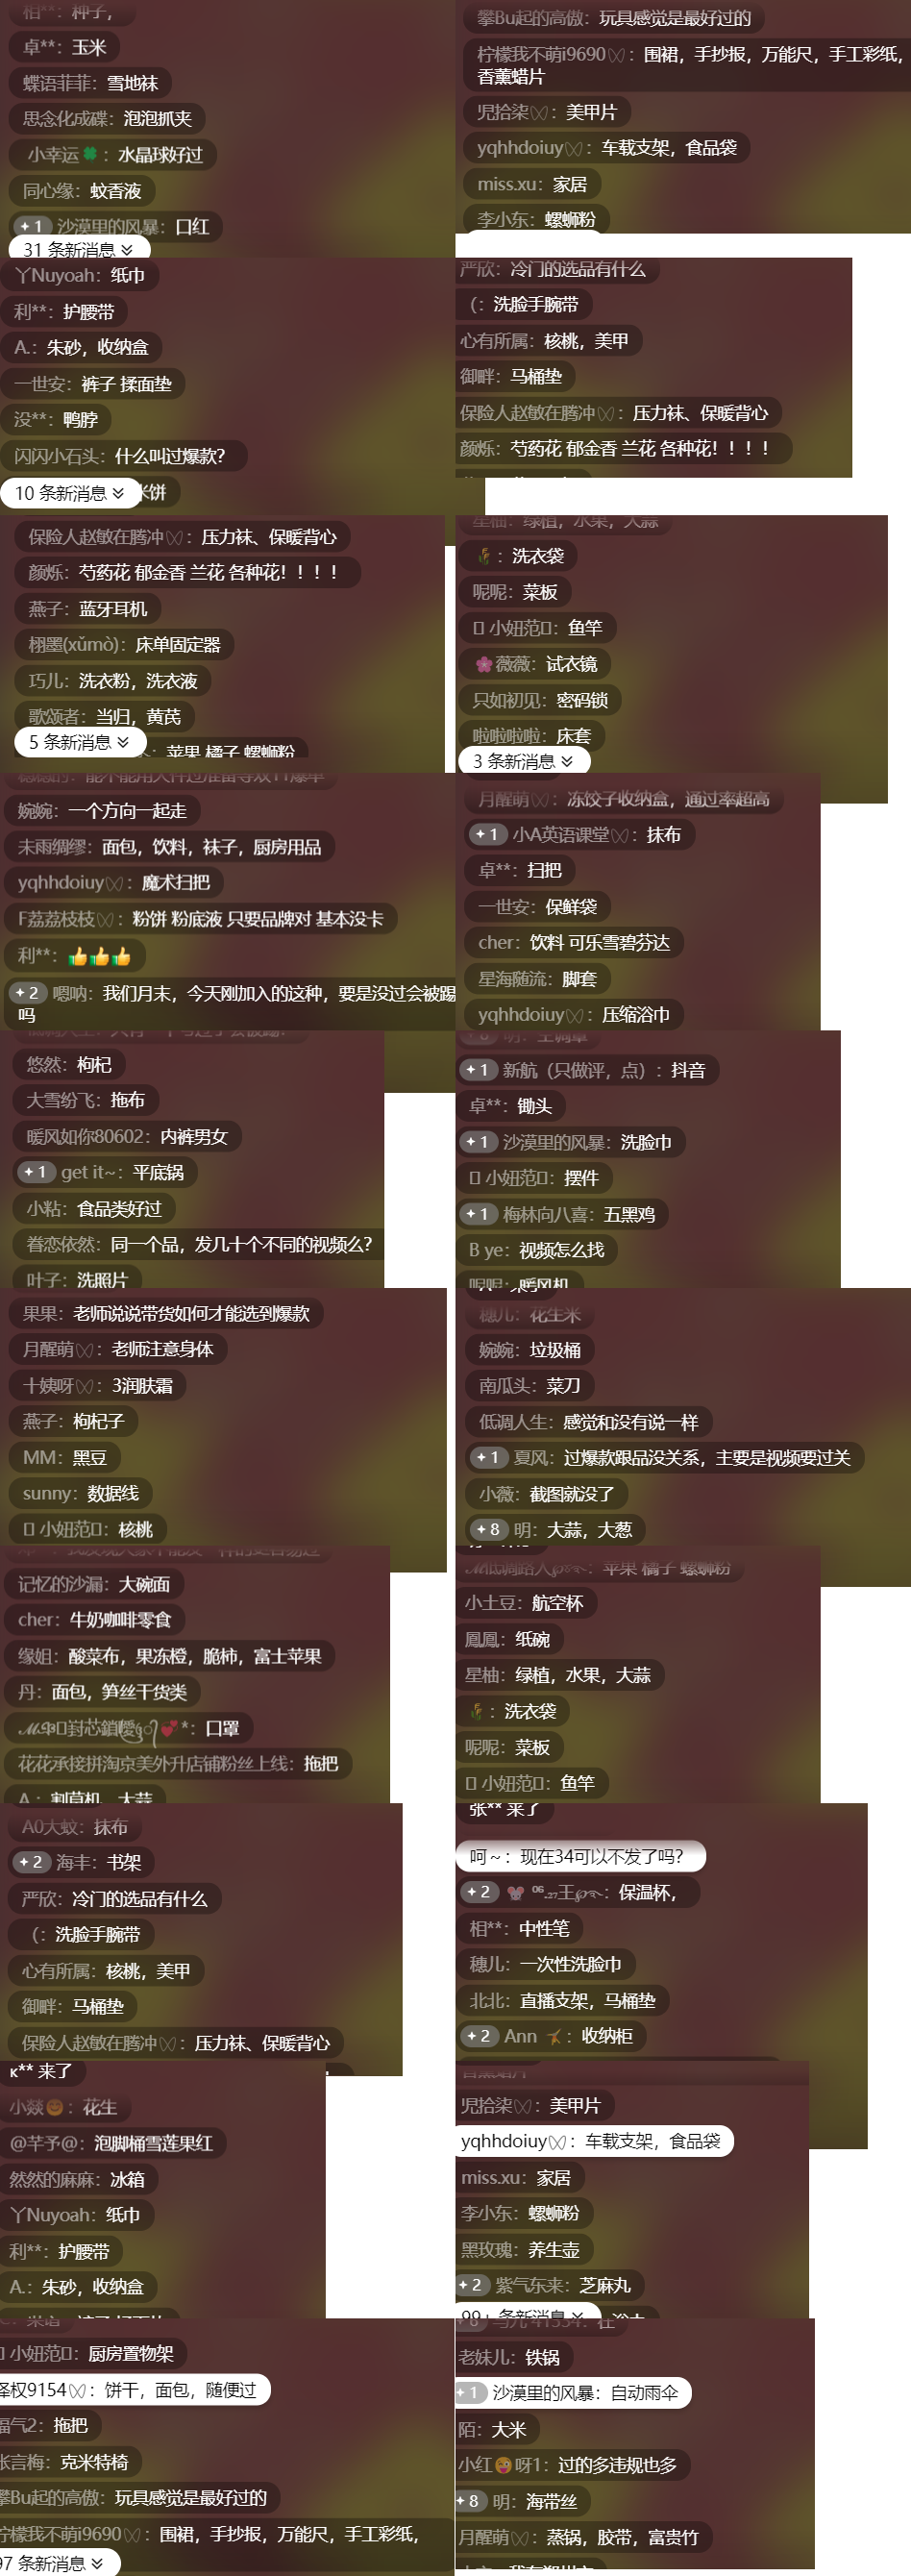 相**：种子，
卓**：玉米
蝶语菲菲：雪地袜
思念化成碟：泡泡抓夹
小幸运🍀：水晶球好过
同心缘：蚊香液
+1 沙漠里的风暴：口红
31 条新消息
攀Bu起的高傲：玩具感觉是最好过的
柠檬我不萌i9690：围裙，手抄报，万能尺，手工彩纸，
香薰蜡片
児拾柒：美甲片
yqhhdoiuy：车载支架，食品袋
miss.xu：家居
李小东：螺蛳粉
丫Nuyoah：纸巾
利**：护腰带
A.：朱砂，收纳盒
一世安：裤子 揉面垫
没**：鸭脖
闪闪小石头：什么叫过爆款?
10 条新消息
米饼
严欣：冷门的选品有什么
（：洗脸手腕带
心有所属：核桃，美甲
御畔：马桶垫
保险人赵敏在腾冲：压力袜、保暖背心
颜烁：芍药花 郁金香 兰花 各种花！！！！
保险人赵敏在腾冲：压力袜、保暖背心
颜烁：芍药花 郁金香 兰花 各种花！！！！
燕子：蓝牙耳机
栩墨(xǔmò)：床单固定器
巧儿：洗衣粉，洗衣液
歌颂者：当归，黄芪
5 条新消息
苹果 橘子 螺蛳粉
星柚：绿植，水果，大蒜
：洗衣袋
呢呢：菜板
小妞范：鱼竿
🌸薇薇：试衣镜
只如初见：密码锁
啦啦啦啦：床套
3 条新消息
婉婉：一个方向一起走
未雨绸缪：面包，饮料，袜子，厨房用品
yqhhdoiuy：魔术扫把
F荔荔枝枝：粉饼 粉底液 只要品牌对 基本没卡
利**：👍👍👍
+2 嗯呐：我们月末，今天刚加入的这种，要是没过会被踢
吗
月醒萌：冻饺子收纳盒，通过率超高
+1 小A英语课堂：抹布
卓**：扫把
一世安：保鲜袋
cher：饮料 可乐雪碧芬达
星海随流：脚套
yqhhdoiuy：压缩浴巾
悠然：枸杞
大雪纷飞：拖布
暖风如你80602：内裤男女
+1 get it~：平底锅
小粘：食品类好过
眷恋依然：同一个品，发几十个不同的视频么?
叶子：洗照片
+1 新航（只做评，点）：抖音
卓**：锄头
+1 沙漠里的风暴：洗脸巾
小妞范：摆件
+1 梅林向八喜：五黑鸡
B ye：视频怎么找
呢呢：暖风机
果果：老师说说带货如何才能选到爆款
月醒萌：老师注意身体
十姨呀：3润肤霜
燕子：枸杞子
MM：黑豆
sunny：数据线
小妞范：核桃
穗儿：花生米
婉婉：垃圾桶
南瓜头：菜刀
低调人生：感觉和没有说一样
+1 夏风：过爆款跟品没关系，主要是视频要过关
小薇：截图就没了
+8 明：大蒜，大葱
记忆的沙漏：大碗面
cher：牛奶咖啡零食
缘姐：酸菜布，果冻橙，脆柿，富士苹果
丹：面包，笋丝干货类
：口罩
花花承接拼淘京美外升店铺粉丝上线：拖把
A.：割草机，大蒜
低调路人：苹果 橘子 螺蛳粉
小土豆：航空杯
鳳鳳：纸碗
星柚：绿植，水果，大蒜
：洗衣袋
呢呢：菜板
小妞范：鱼竿
A0大蚊：抹布
+2 海丰：书架
严欣：冷门的选品有什么
（：洗脸手腕带
心有所属：核桃，美甲
御畔：马桶垫
保险人赵敏在腾冲：压力袜、保暖背心
张** 来了
呵～：现在34可以不发了吗?
+2 🐭 ⁰⁶.₂₇王：保温杯，
相**：中性笔
穗儿：一次性洗脸巾
北北：直播支架，马桶垫
+2 Ann：收纳柜
κ** 来了
小燚：花生
@芊予@：泡脚桶雪莲果红
然然的麻麻：冰箱
丫Nuyoah：纸巾
利**：护腰带
A.：朱砂，收纳盒
児拾柒：美甲片
yqhhdoiuy：车载支架，食品袋
miss.xu：家居
李小东：螺蛳粉
黑玫瑰：养生壶
+2 紫气东来：芝麻丸
99+ 条新消息
小妞范：厨房置物架
权9154：饼干，面包，随便过
福气2：拖把
张言梅：克米特椅
攀Bu起的高傲：玩具感觉是最好过的
柠檬我不萌i9690：围裙，手抄报，万能尺，手工彩纸，
97 条新消息
老妹儿：铁锅
+1 沙漠里的风暴：自动雨伞
陌：大米
小红😜呀1：过的多违规也多
+8 明：海带丝
月醒萌：蒸锅，胶带，富贵竹